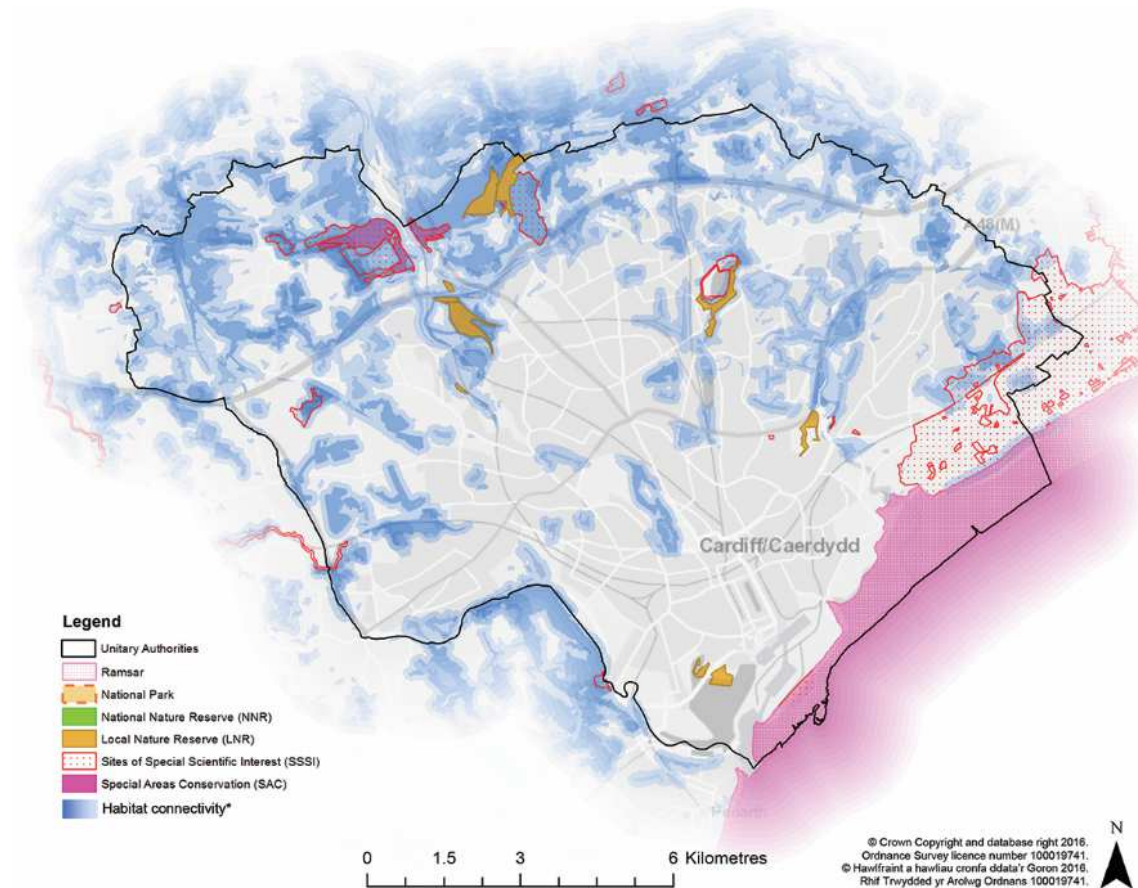 A48(M)
Cardiff/Caerdydd
Penarth
Legend
Unitary Authorities
Ramsar
National Park
National Nature Reserve (NNR)
Local Nature Reserve (LNR)
Sites of Special Scientific Interest (SSSI)
Special Areas Conservation (SAC)
Habitat connectivity*
0 1.5 3 6 Kilometres
N
© Crown Copyright and database right 2016.
Ordnance Survey licence number 100019741.
© Hawlfraint a hawliau cronfa ddata'r Goron 2016.
Rhif Trwydded yr Arolwg Ordnans 100019741.